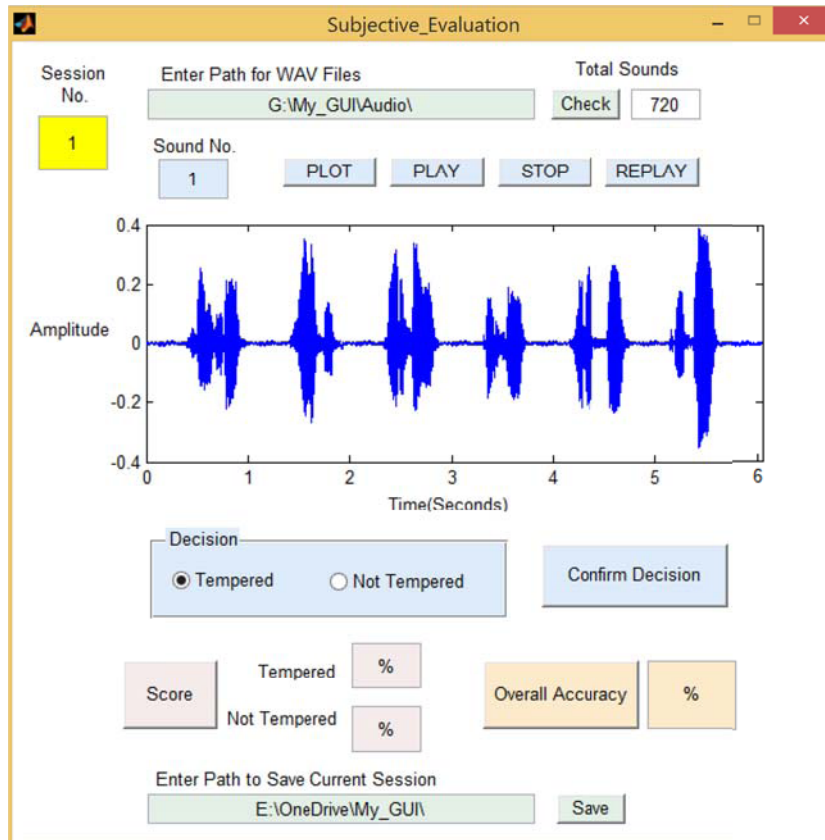 Subjective_Evaluation
Session
No.
1
Enter Path for WAV Files
G:\My_GUI\Audio\
Total Sounds
Check
720
Sound No.
1
PLOT
PLAY
STOP
REPLAY
Amplitude
0.4
0.2
0
-0.2
-0.4
0 1 2 3 4 5 6
Time(Seconds)
Decision
Tempered
Not Tempered
Confirm Decision
Score
Tempered
%
Not Tempered
%
Overall Accuracy
%
Enter Path to Save Current Session
E:\OneDrive\My_GUI\
Save